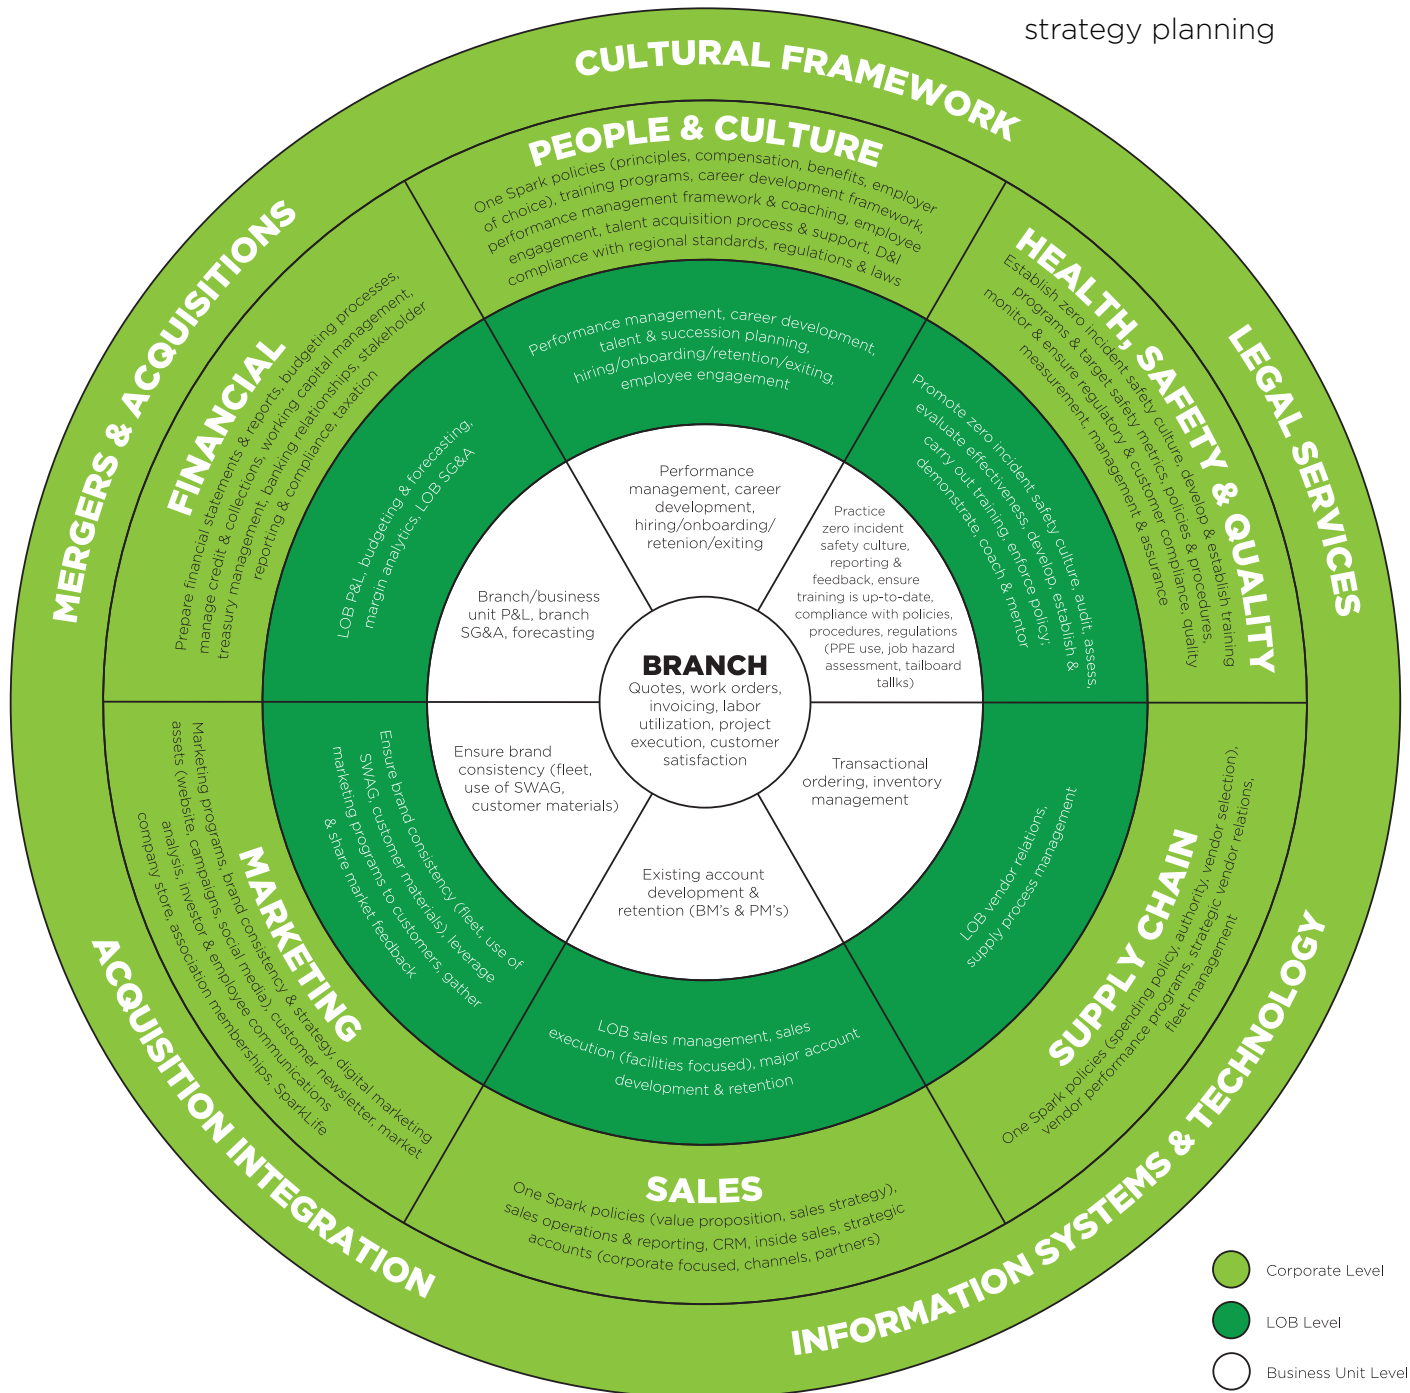 strategy planning
CULTURAL FRAMEWORK
PEOPLE & CULTURE
One Spark policies (principles, compensation, benefits, employer
of choice), training programs, career development framework,
performance management framework & coaching, employee
engagement, talent acquisition process & support, D&I
compliance with regional standards, regulations & laws
Performance management, career development,
talent & succession planning,
hiring/onboarding/retention/exiting,
employee engagement
Performance
management, career
development,
hiring/onboarding/
retenion/exiting
LEGAL SERVICES
HEALTH, SAFETY & QUALITY
Establish zero incident safety culture, develop & establish training
programs & target safety metrics, policies & procedures,
monitor & ensure regulatory & customer compliance, quality
measurement, management & assurance
Promote zero incident safety culture, audit, assess,
evaluate effectiveness, develop, establish &
carry out training, enforce policy;
demonstrate, coach & mentor
Practice
zero incident
safety culture,
reporting &
feedback, ensure
training is up-to-date,
compliance with policies,
procedures, regulations
(PPE use, job hazard
assessment, tailboard
tallks)
INFORMATION SYSTEMS & TECHNOLOGY
SUPPLY CHAIN
One Spark policies (spending policy, authority, vendor selection),
vendor performance programs, strategic vendor relations,
fleet management
LOB vendor relations,
supply process management
Transactional
ordering, inventory
management
SALES
One Spark policies (value proposition, sales strategy),
sales operations & reporting, CRM, inside sales, strategic
accounts (corporate focused, channels, partners)
LOB sales management, sales
execution (facilities focused), major account
development & retention
Existing account
development &
retention (BM's & PM's)
ACQUISITION INTEGRATION
MARKETING
Marketing programs, brand consistency & strategy, digital marketing
assets (website, campaigns, social media), customer newsletter, market
analysis, investor & employee communications
company store, association memberships, SparkLife
Ensure brand consistency (fleet, use of
SWAG, customer materials), leverage
marketing programs to customers, gather
& share market feedback
Ensure brand
consistency (fleet,
use of SWAG,
customer materials)
MERGERS & ACQUISITIONS
FINANCIAL
Prepare financial statements & reports, budgeting processes,
manage credit & collections, working capital management,
treasury management, banking relationships, stakeholder
reporting & compliance, taxation
LOB P&L, budgeting & forecasting,
margin analytics, LOB SG&A
Branch/business
unit P&L, branch
SG&A, forecasting
BRANCH
Quotes, work orders,
invoicing, labor
utilization, project
execution, customer
satisfaction
Corporate Level
LOB Level
Business Unit Level